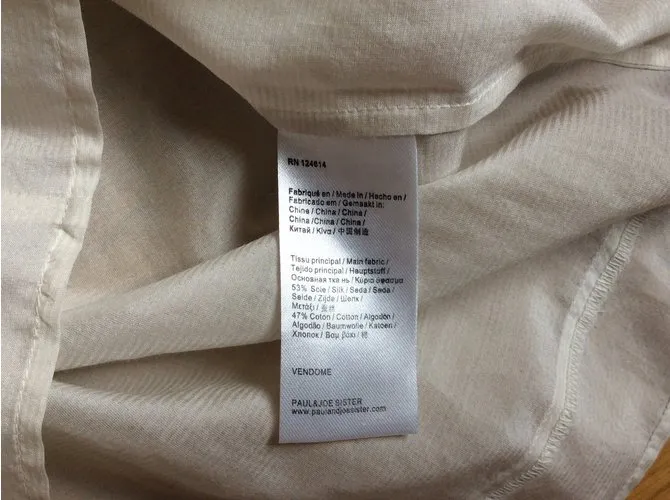 RN 124614
Fabriqué en / Made in / Hecho en /
Fabricado em / Gemaakt in:
China / China / China /
China /China / China /
Китай / Κίνα / 中国制造
Tissu principal / Main fabric /
Tejido principal / Hauptstoff /
Основная ткань / Κύριο ύφασμα
53% Soie / Silk / Seda / Seda /
Seide / Zijde / Шелк /
Μετάξι / 蚕丝
47% Coton / Cotton / Algodón /
Algodão / Baumwolle / Katoen /
Хлопок / Βαμβάκι / 棉
VENDOME
PAUL&JOE SISTER
www.paulandjoesister.com